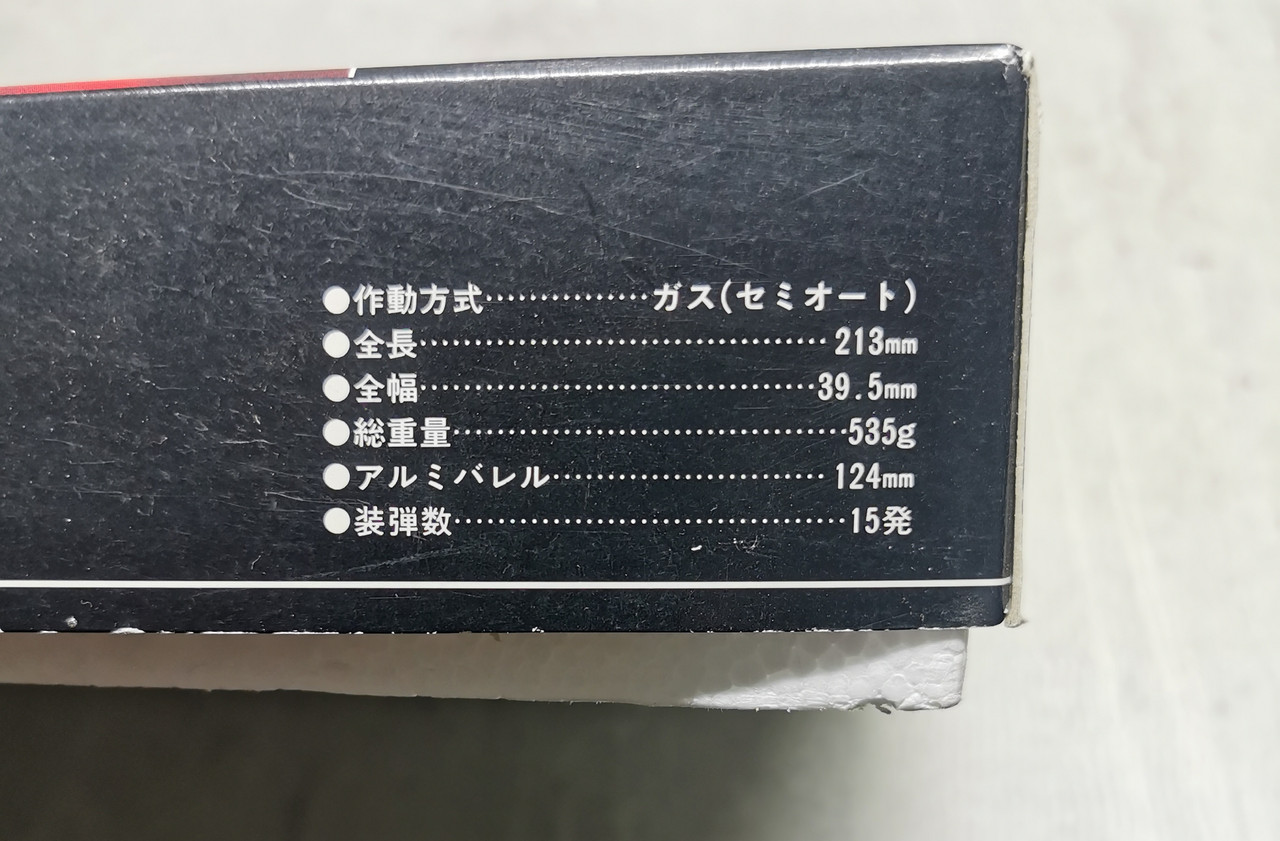 ●作動方式……………ガス(セミオート)
●全長…………………………………213mm
●全幅…………………………………39.5mm
●総重量………………………………535g
●アルミバレル………………………124mm
●装弾数………………………………15発